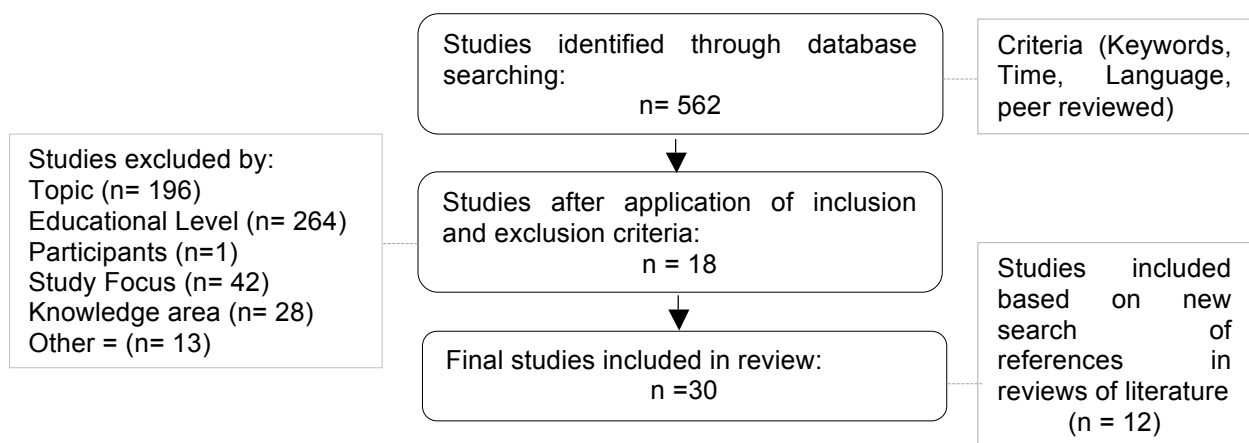 Studies identified through database
searching:
n= 562
Criteria (Keywords,
Time, Language,
peer reviewed)
Studies excluded by:
Topic (n= 196)
Educational Level (n= 264)
Participants (n=1)
Study Focus (n= 42)
Knowledge area (n= 28)
Other = (n= 13)
Studies after application of inclusion
and exclusion criteria:
n = 18
Final studies included in review:
n =30
Studies included
based on new
search of
references in
reviews of literature
(n = 12)